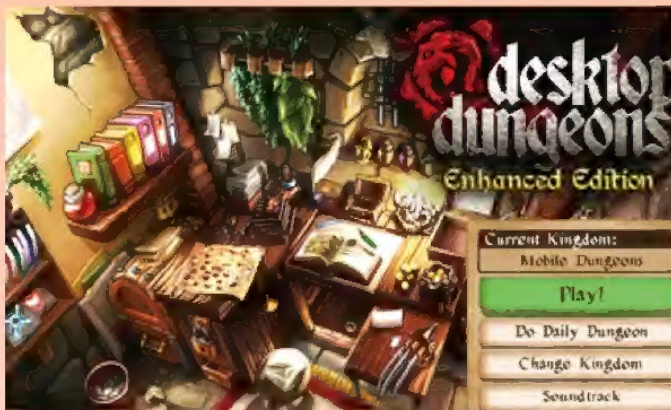 desktop
dungeons
Enhanced Edition
Current Kingdom:
Mobile Dungeons
Play!
Do Daily Dungeon
Change Kingdom
Soundtrack